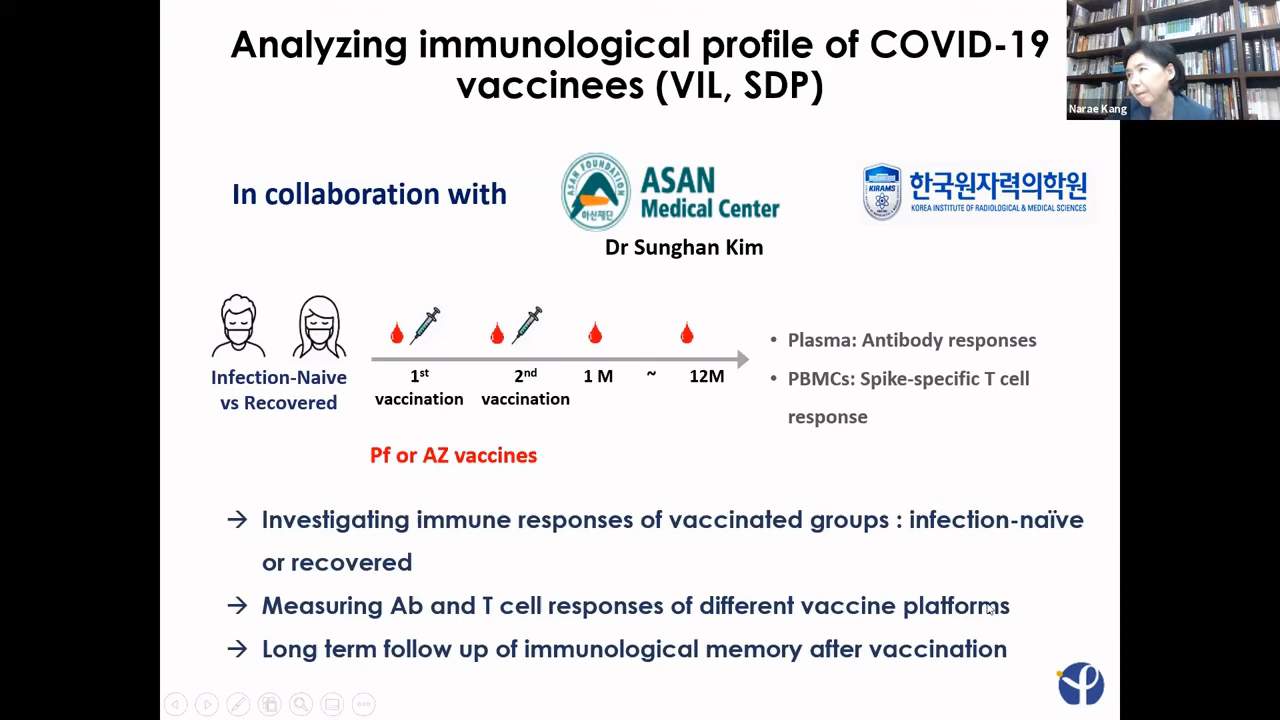 Analyzing immunological profile of COVID-19
vaccinees (VIL, SDP)
Narae Kang
In collaboration with
ASAN FOUNDATION
아산재단
ASAN
Medical Center
KIRAMS
한국원자력의학원
KOREA INSTITUTE OF RADIOLOGICAL & MEDICAL SCIENCES
Dr Sunghan Kim
Infection-Naive
vs Recovered
1st
vaccination
2nd
vaccination
1 M
~
12M
• Plasma: Antibody responses
• PBMCs: Spike-specific T cell
response
Pf or AZ vaccines
→ Investigating immune responses of vaccinated groups : infection-naïve
or recovered
→ Measuring Ab and T cell responses of different vaccine platforms
→ Long term follow up of immunological memory after vaccination